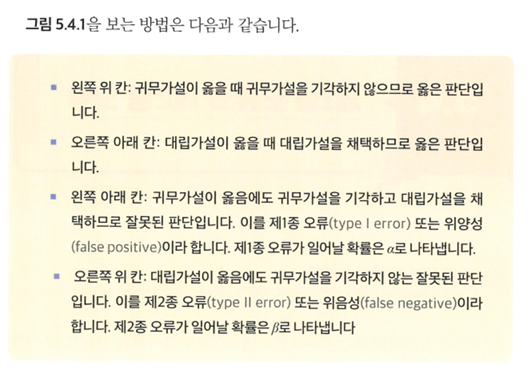 그림 5.4.1을 보는 방법은 다음과 같습니다.
▪ 왼쪽 위 칸: 귀무가설이 옳을 때 귀무가설을 기각하지 않으므로 옳은 판단입
니다.
▪ 오른쪽 아래 칸: 대립가설이 옳을 때 대립가설을 채택하므로 옳은 판단입
니다.
▪ 왼쪽 아래 칸: 귀무가설이 옳음에도 귀무가설을 기각하고 대립가설을 채
택하므로 잘못된 판단입니다. 이를 제1종 오류(type I error) 또는 위양성
(false positive)이라 합니다. 제1종 오류가 일어날 확률은 α로 나타냅니다.
▪ 오른쪽 위 칸: 대립가설이 옳음에도 귀무가설을 기각하지 않는 잘못된 판단
입니다. 이를 제2종 오류(type II error) 또는 위음성(false negative)이라
합니다. 제2종 오류가 일어날 확률은 β로 나타냅니다